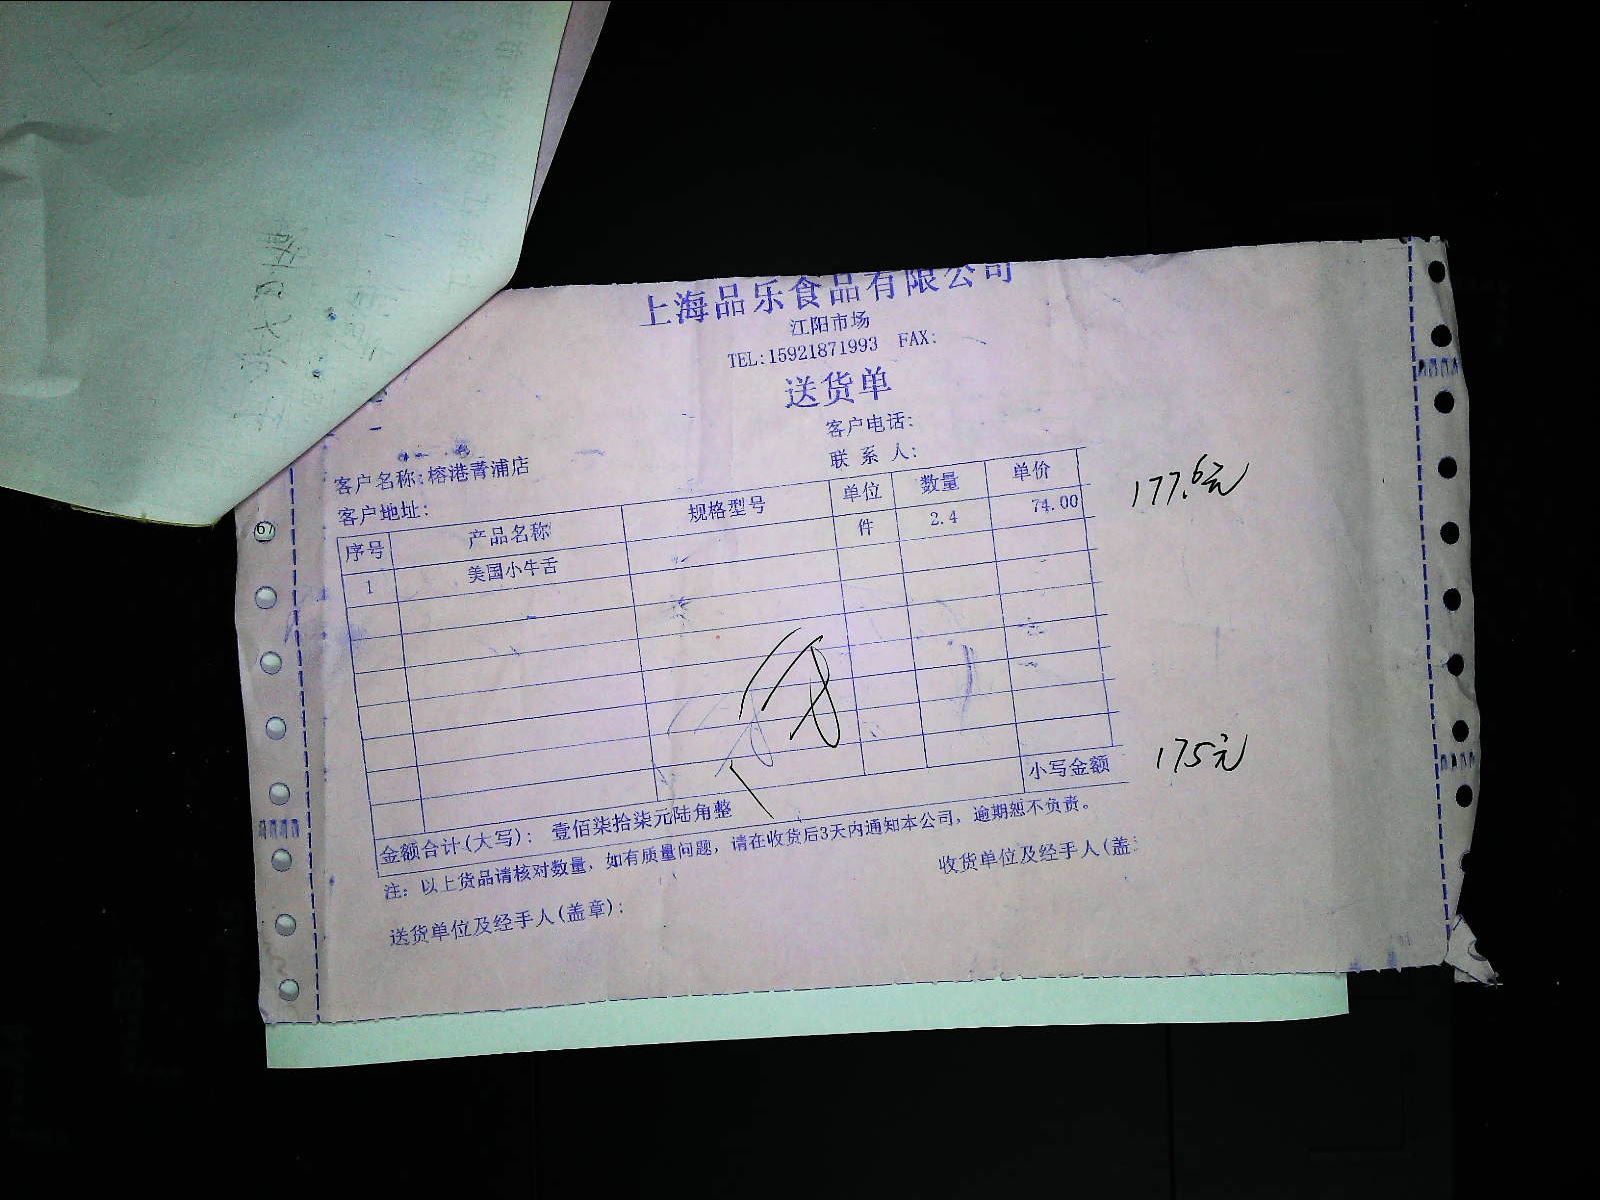 上海品乐食品有限公司
江阳市场
TEL:15921871993 FAX:
送货单
客户电话:
客户名称:榕港菁浦店
联系人:
客户地址:
序号 产品名称 规格型号 单位 数量 单价
1 美国小牛舌 件 2.4 74.00 177.6元
小写金额 175元
金额合计(大写): 壹佰柒拾柒元陆角整
注: 以上货品请核对数量, 如有质量问题, 请在收货后3天内通知本公司, 逾期恕不负责。
送货单位及经手人(盖章): 收货单位及经手人(盖章
67